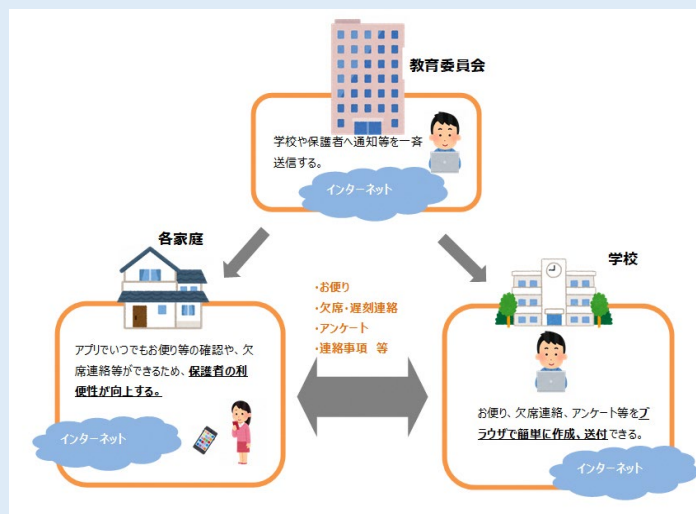 教育委員会
学校や保護者へ通知等を一斉
送信する。
インターネット
各家庭
学校
・お便り
・欠席・遅刻連絡
・アンケート
・連絡事項 等
アプリでいつでもお便り等の確認や、欠
席連絡等ができるため、保護者の利
便性が向上する。
インターネット
お便り、欠席連絡、アンケート等をブ
ラウザで簡単に作成、送付できる。
インターネット